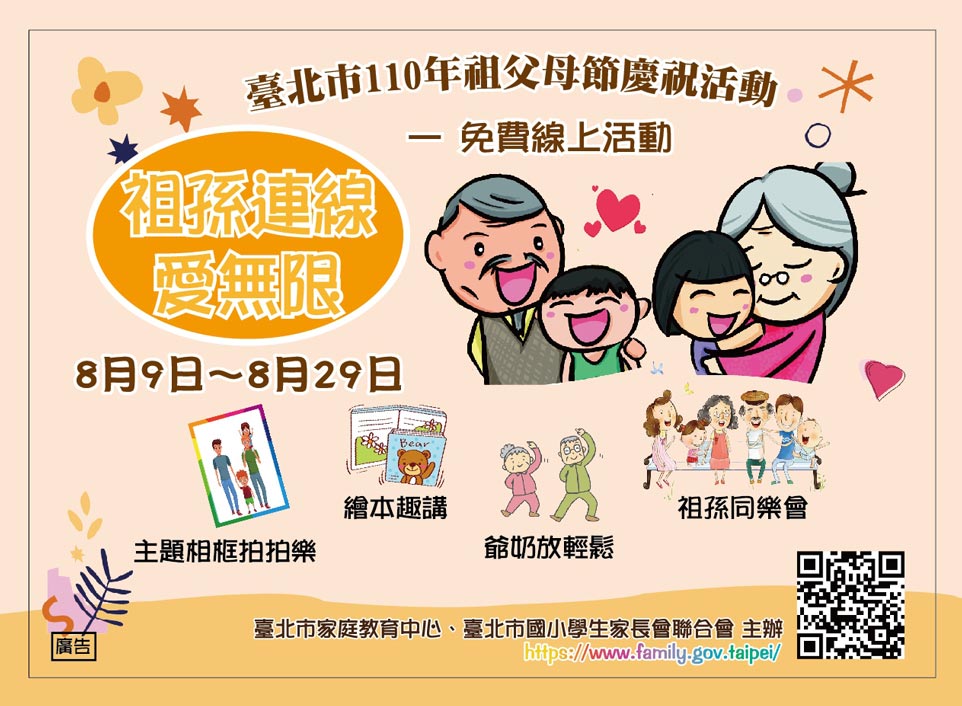 臺北市110年祖父母節慶祝活動
— 免費線上活動
祖孫連線
愛無限
8月9日～8月29日
Bear
繪本趣講
祖孫同樂會
主題相框拍拍樂
爺奶放輕鬆
廣告
臺北市家庭教育中心、臺北市國小學生家長會聯合會 主辦
https://www.family.gov.taipei/